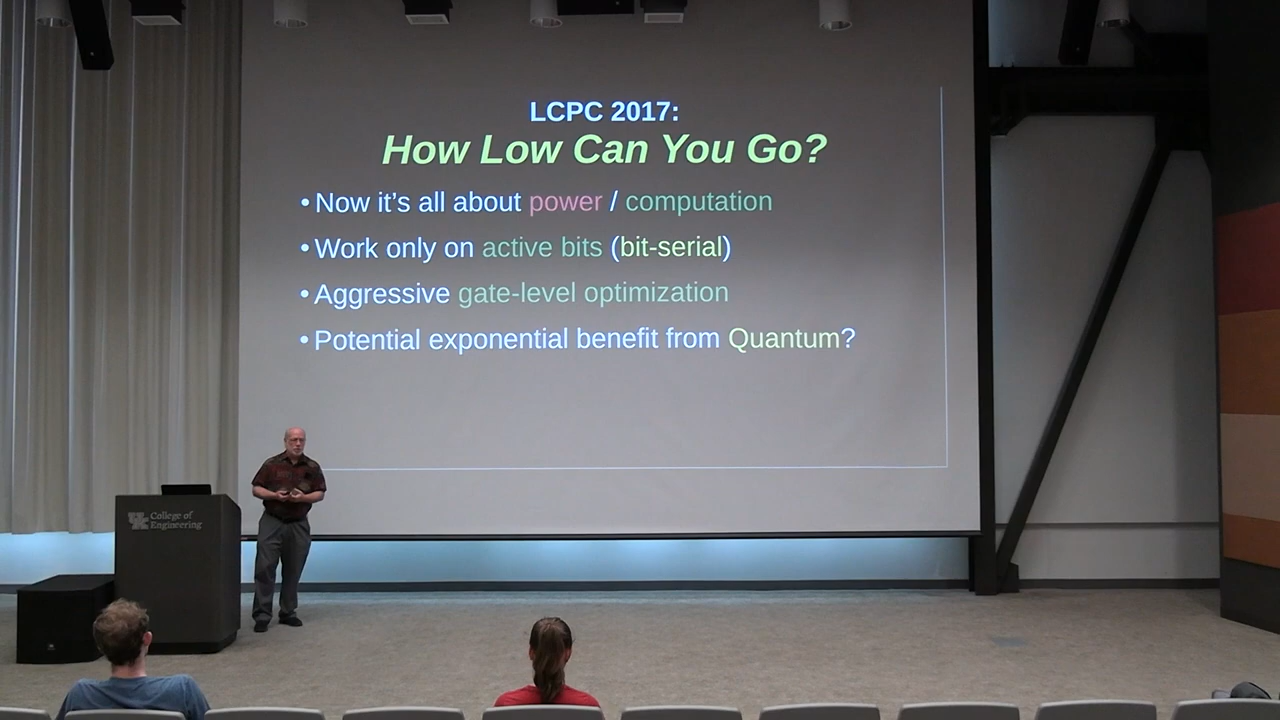 LCPC 2017:
How Low Can You Go?
• Now it's all about power / computation
• Work only on active bits (bit-serial)
• Aggressive gate-level optimization
• Potential exponential benefit from Quantum?
UK College of
Engineering